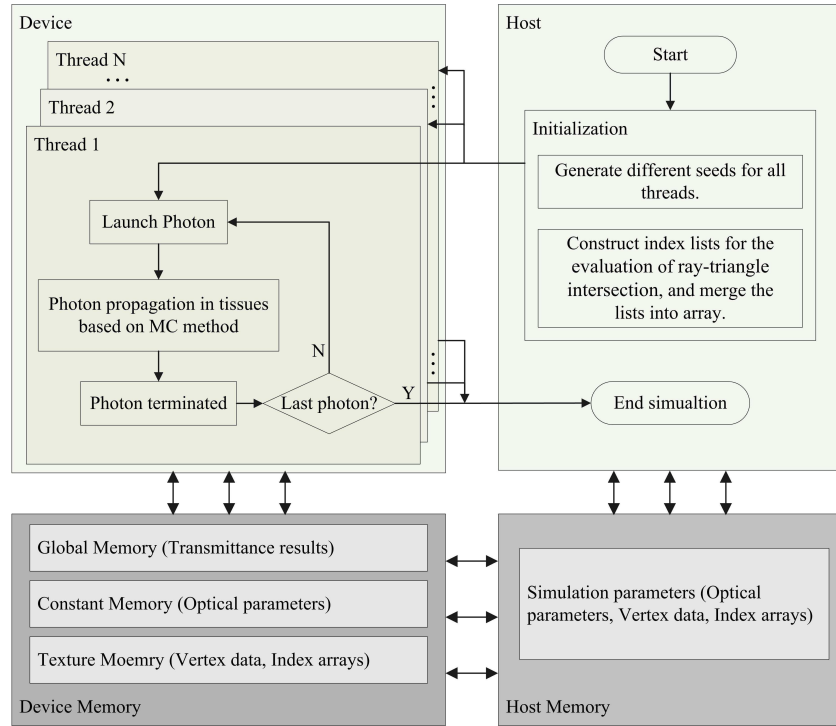 Device
Thread N
...
Thread 2
Thread 1
Launch Photon
Photon propagation in tissues
based on MC method
N
Photon terminated
Last photon?
Y
Host
Start
Initialization
Generate different seeds for all
threads.
Construct index lists for the
evaluation of ray-triangle
intersection, and merge the
lists into array.
End simualtion
Global Memory (Transmittance results)
Constant Memory (Optical parameters)
Texture Moemry (Vertex data, Index arrays)
Device Memory
Simulation parameters (Optical
parameters, Vertex data, Index arrays)
Host Memory